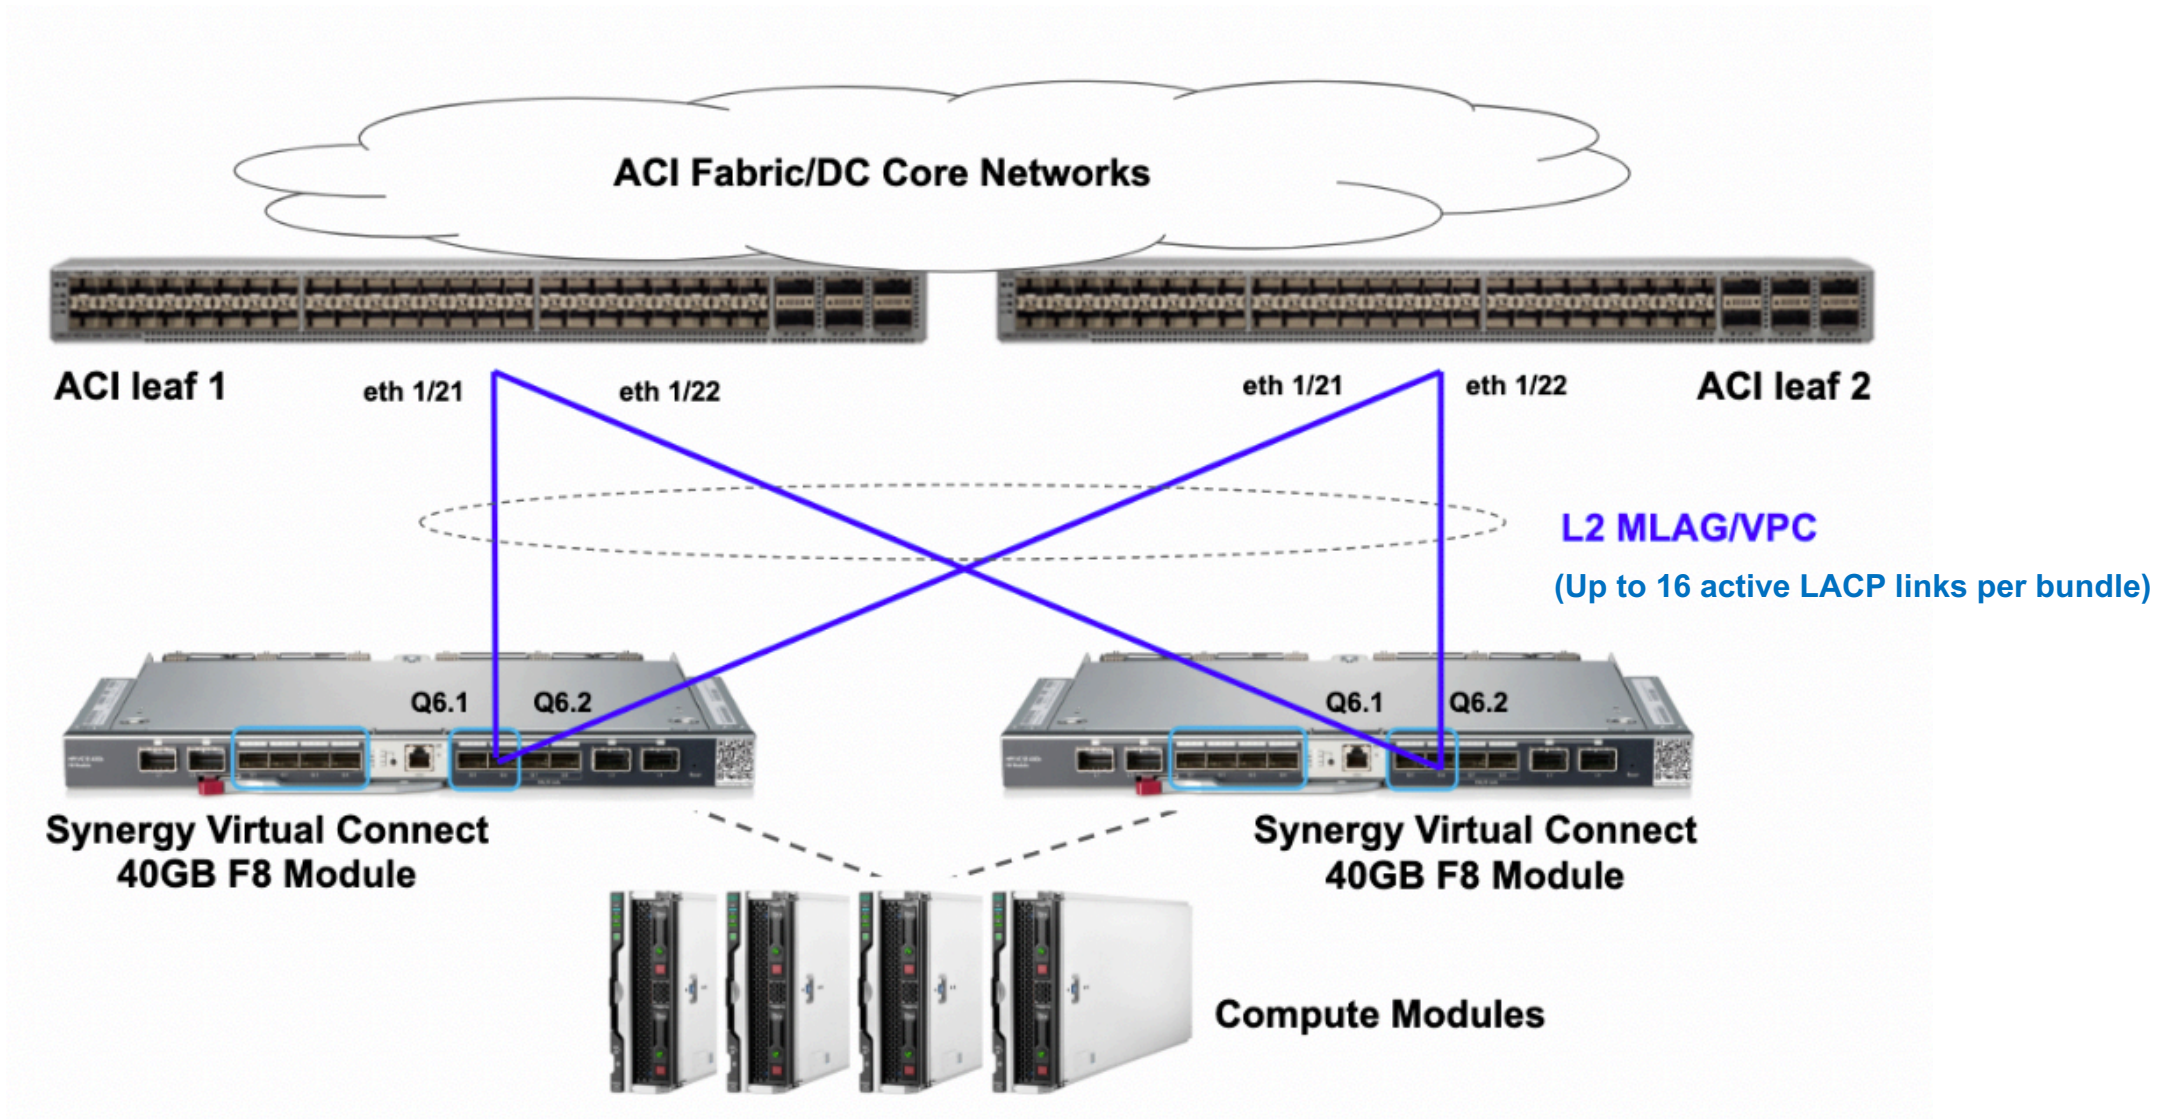 ACI Fabric/DC Core Networks
ACI leaf 1
eth 1/21
eth 1/22
eth 1/21
eth 1/22
ACI leaf 2
L2 MLAG/VPC
(Up to 16 active LACP links per bundle)
Q6.1
Q6.2
Q6.1
Q6.2
Synergy Virtual Connect
40GB F8 Module
Synergy Virtual Connect
40GB F8 Module
Compute Modules